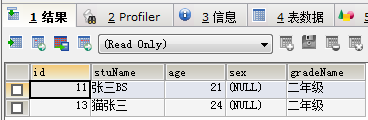 1 结果 2 Profiler 3 信息 4 表数据
(Read Only)
id stuName age sex gradeName
11 张三BS 21 (NULL) 二年级
13 猫张三 24 (NULL) 二年级